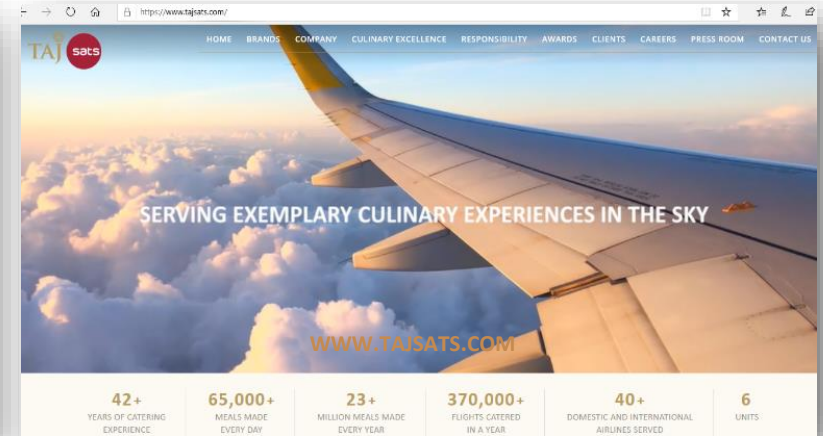 https://www.tajsats.com/
TAJ sats
HOME BRANDS COMPANY CULINARY EXCELLENCE RESPONSIBILITY AWARDS CLIENTS CAREERS PRESS ROOM CONTACT US
SERVING EXEMPLARY CULINARY EXPERIENCES IN THE SKY
WWW.TAJSATS.COM
42+ 65,000+ 23+ 370,000+ 40+ 6
YEARS OF CATERING MEALS MADE MILLION MEALS MADE FLIGHTS CATERED DOMESTIC AND INTERNATIONAL UNITS
EXPERIENCE EVERY DAY EVERY YEAR IN A YEAR AIRLINES SERVED